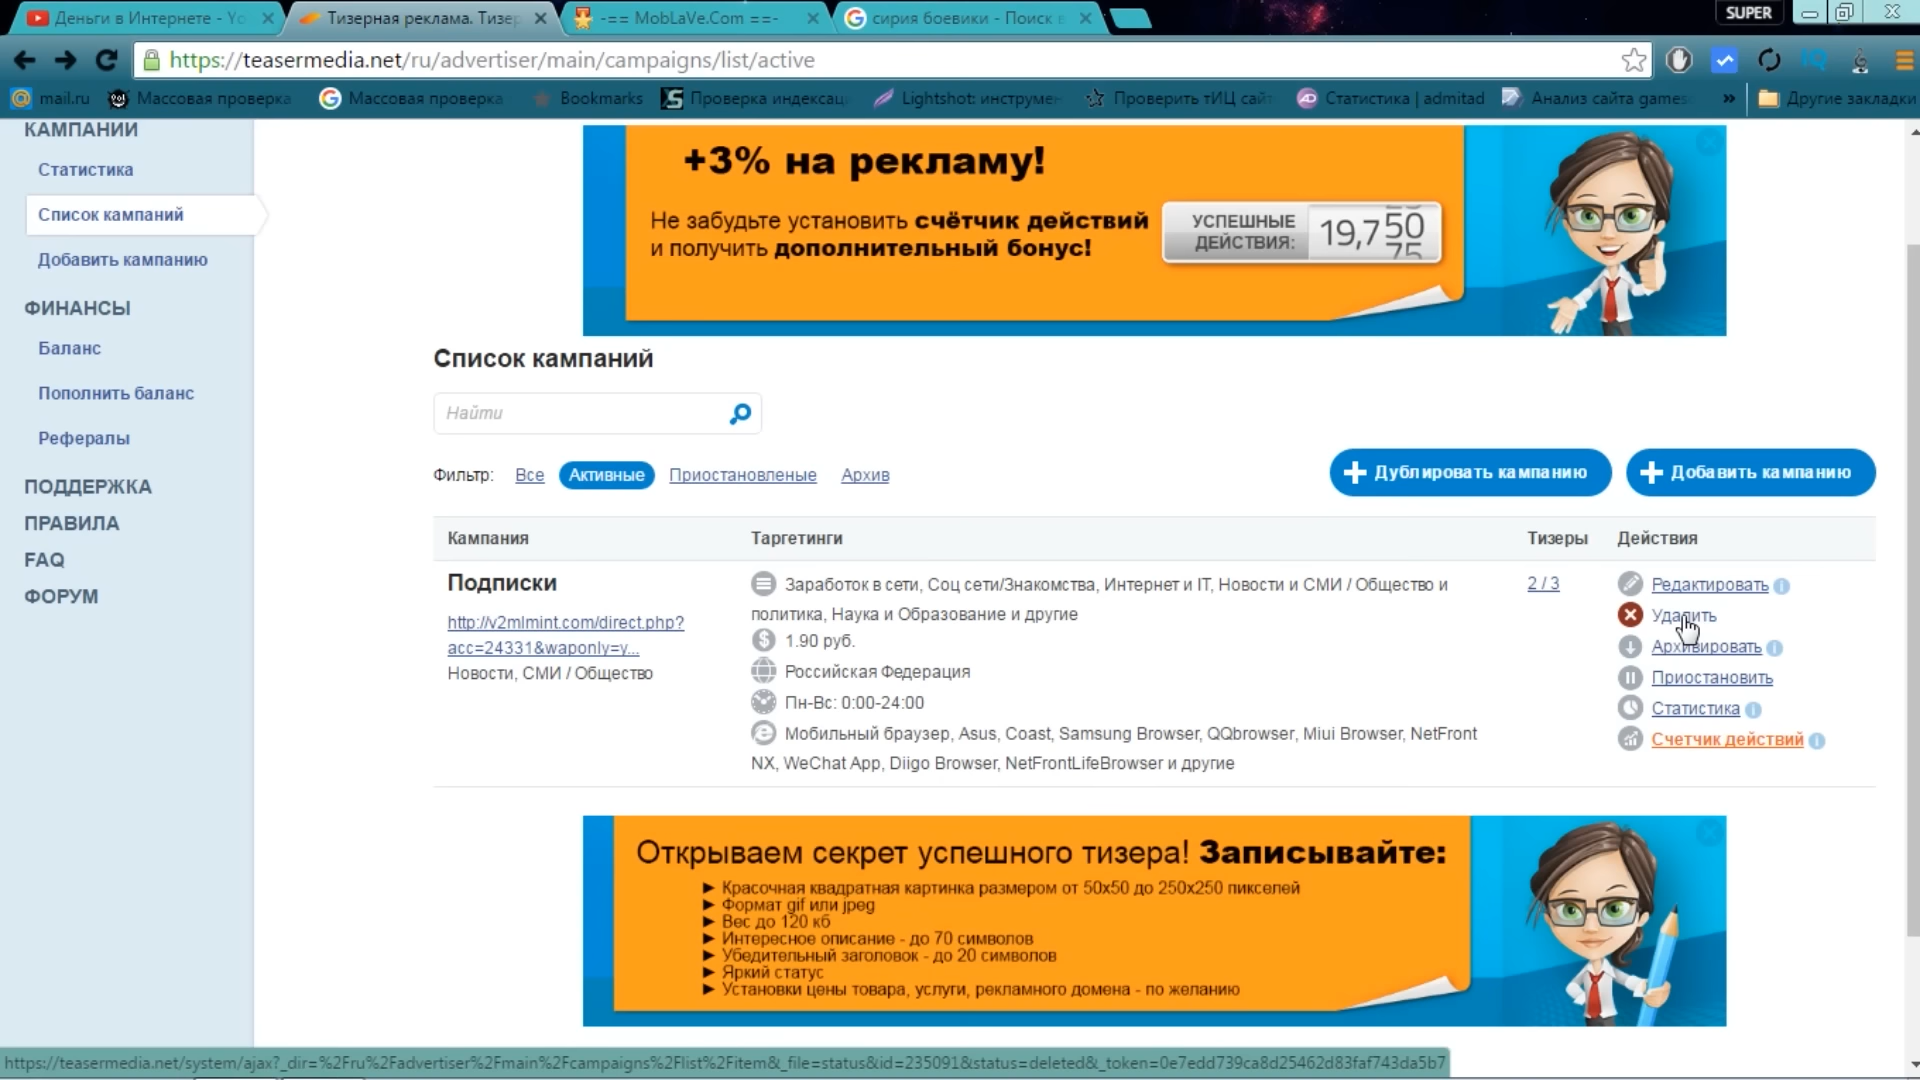 Деньги в Интернете - Yo
Тизерная реклама. Тизер
-== MobLaVe.Com ==-
сирия боевики - Поиск в
SUPER
https://teasermedia.net/ru/advertiser/main/campaigns/list/active
mail.ru
Массовая проверка
Массовая проверка
Bookmarks
Проверка индексац
Lightshot: инструмен
Проверить тИЦ сайт
Статистика | admitad
Анализ сайта games
»
Другие закладки
КАМПАНИИ
Статистика
Список кампаний
Добавить кампанию
ФИНАНСЫ
Баланс
Пополнить баланс
Рефералы
ПОДДЕРЖКА
ПРАВИЛА
FAQ
ФОРУМ
+3% на рекламу!
Не забудьте установить счётчик действий
и получить дополнительный бонус!
УСПЕШНЫЕ
ДЕЙСТВИЯ:
19,750
75
Список кампаний
Найти
Фильтр: Все Активные Приостановленые Архив
Дублировать кампанию
Добавить кампанию
Кампания Таргетинги Тизеры Действия
Подписки
http://v2mlmint.com/direct.php?
acc=24331&waponly=y...
Новости, СМИ / Общество
Заработок в сети, Соц сети/Знакомства, Интернет и IT, Новости и СМИ / Общество и
политика, Наука и Образование и другие
1.90 руб.
Российская Федерация
Пн-Вс: 0:00-24:00
Мобильный браузер, Asus, Coast, Samsung Browser, QQbrowser, Miui Browser, NetFront
NX, WeChat App, Diigo Browser, NetFrontLifeBrowser и другие
2 / 3
Редактировать
Удалить
Архивировать
Приостановить
Статистика
Счетчик действий
Открываем секрет успешного тизера! Записывайте:
► Красочная квадратная картинка размером от 50x50 до 250x250 пикселей
► Формат gif или jpeg
► Вес до 120 кб
► Интересное описание - до 70 символов
► Убедительный заголовок - до 20 символов
► Яркий статус
► Установки цены товара, услуги, рекламного домена - по желанию
https://teasermedia.net/system/ajax?_dir=%2Fru%2Fadvertiser%2Fmain%2Fcampaigns%2Flist%2Fitem&_file=status&id=235091&status=deleted&_token=0e7edd739ca8d25462d83faf743da5b7